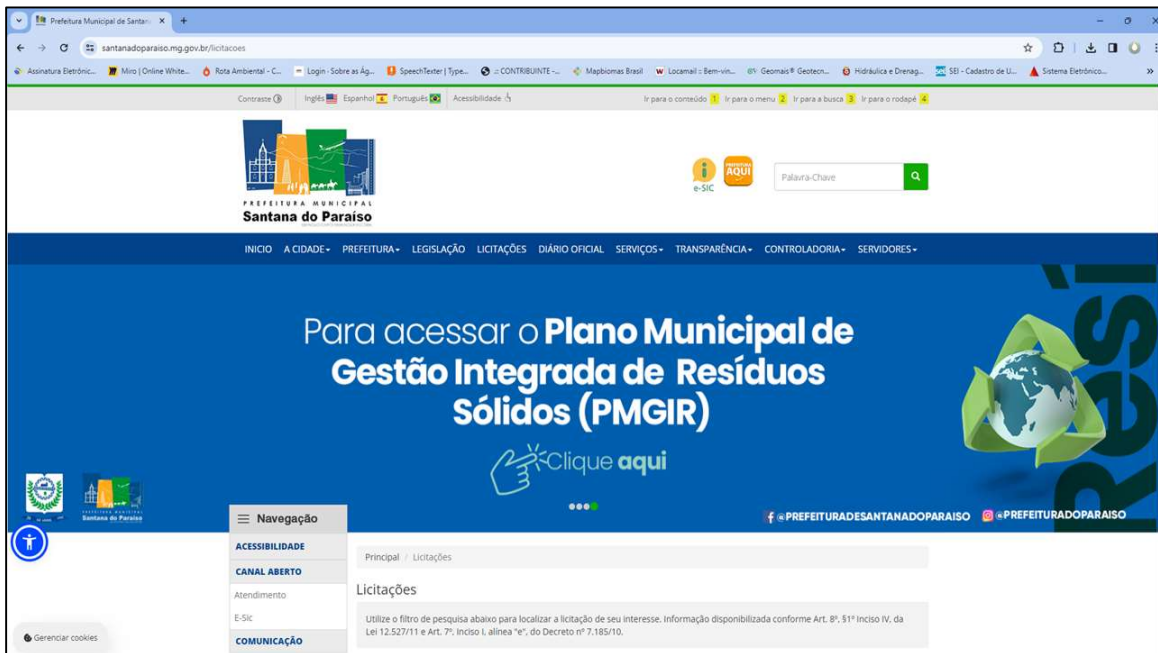 Prefeitura Municipal de Santan
santanadoparaiso.mg.gov.br/licitacoes
Assinatura Eletrônic... Miro | Online White... Rota Ambiental - C... Login · Sobre as Ág... SpeechTexter | Type... .:: CONTRIBUINTE -... Mapbiomas Brasil Locamail :: Bem-vin... Geomais® Geotecn... Hidráulica e Drenag... SEI - Cadastro de U... Sistema Eletrônico... »
Contraste Inglês Espanhol Português Acessibilidade Ir para o conteúdo 1 Ir para o menu 2 Ir para a busca 3 Ir para o rodapé 4
PREFEITURA MUNICIPAL
Santana do Paraíso
e-SIC
PREFEITURA AQUI
Palavra-Chave
INICIO A CIDADE PREFEITURA LEGISLAÇÃO LICITAÇÕES DIÁRIO OFICIAL SERVIÇOS TRANSPARÊNCIA CONTROLADORIA SERVIDORES
Para acessar o Plano Municipal de
Gestão Integrada de Resíduos
Sólidos (PMGIR)
Clique aqui
Resí
PREFEITURA MUNICIPAL
Santana do Paraíso
@PREFEITURADESANTANADOPARAISO @PREFEITURADOPARAISO
Navegação
ACESSIBILIDADE
CANAL ABERTO
Atendimento
E-Sic
COMUNICAÇÃO
Principal / Licitações
Licitações
Utilize o filtro de pesquisa abaixo para localizar a licitação de seu interesse. Informação disponibilizada conforme Art. 8º, §1º Inciso IV, da
Lei 12.527/11 e Art. 7º, Inciso I, alínea "e", do Decreto nº 7.185/10.
Gerenciar cookies